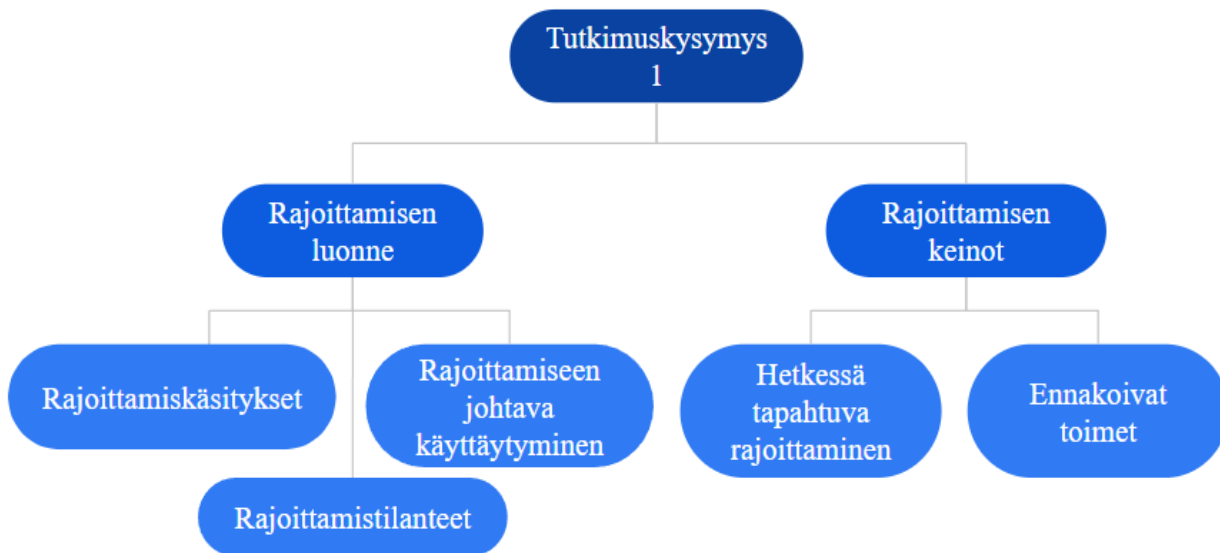 Tutkimuskysymys
1
Rajoittamisen
luonne
Rajoittamisen
keinot
Rajoittamiskäsitykset
Rajoittamiseen
johtava
käyttäytyminen
Rajoittamistilanteet
Hetkessä
tapahtuva
rajoittaminen
Ennakoivat
toimet